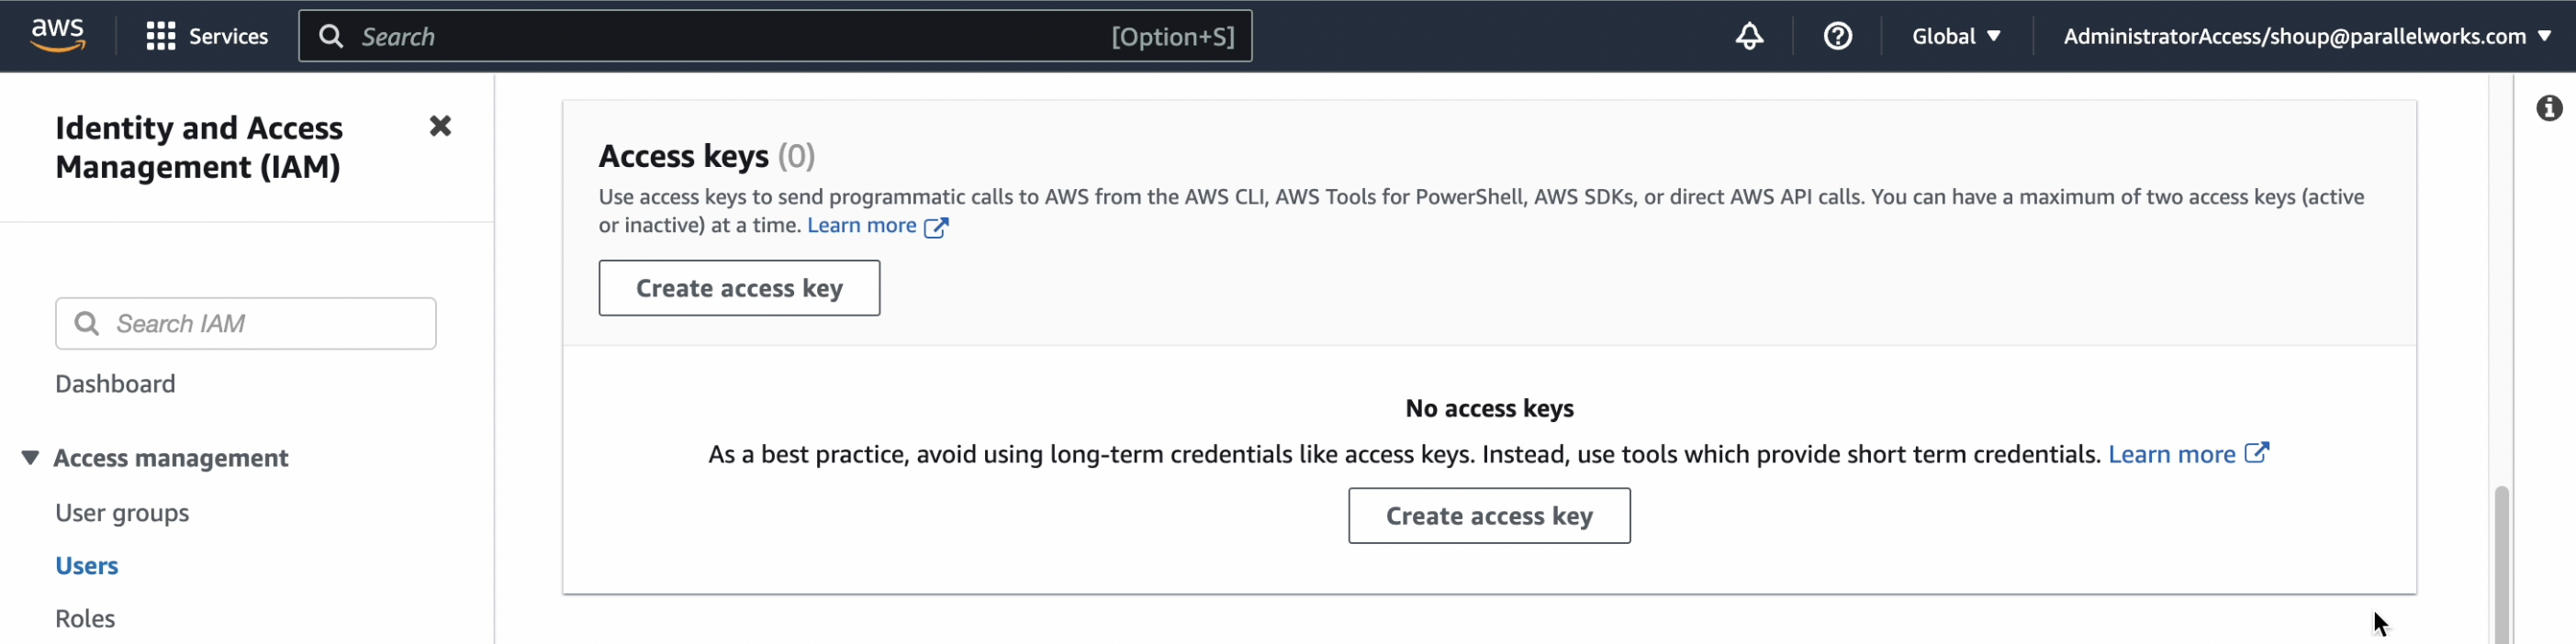 aws
Services
Search
[Option+S]
Global
AdministratorAccess/shoup@parallelworks.com
Identity and Access
Management (IAM)
Search IAM
Dashboard
Access management
User groups
Users
Roles
Access keys (0)
Use access keys to send programmatic calls to AWS from the AWS CLI, AWS Tools for PowerShell, AWS SDKs, or direct AWS API calls. You can have a maximum of two access keys (active
or inactive) at a time. Learn more
Create access key
No access keys
As a best practice, avoid using long-term credentials like access keys. Instead, use tools which provide short term credentials. Learn more
Create access key